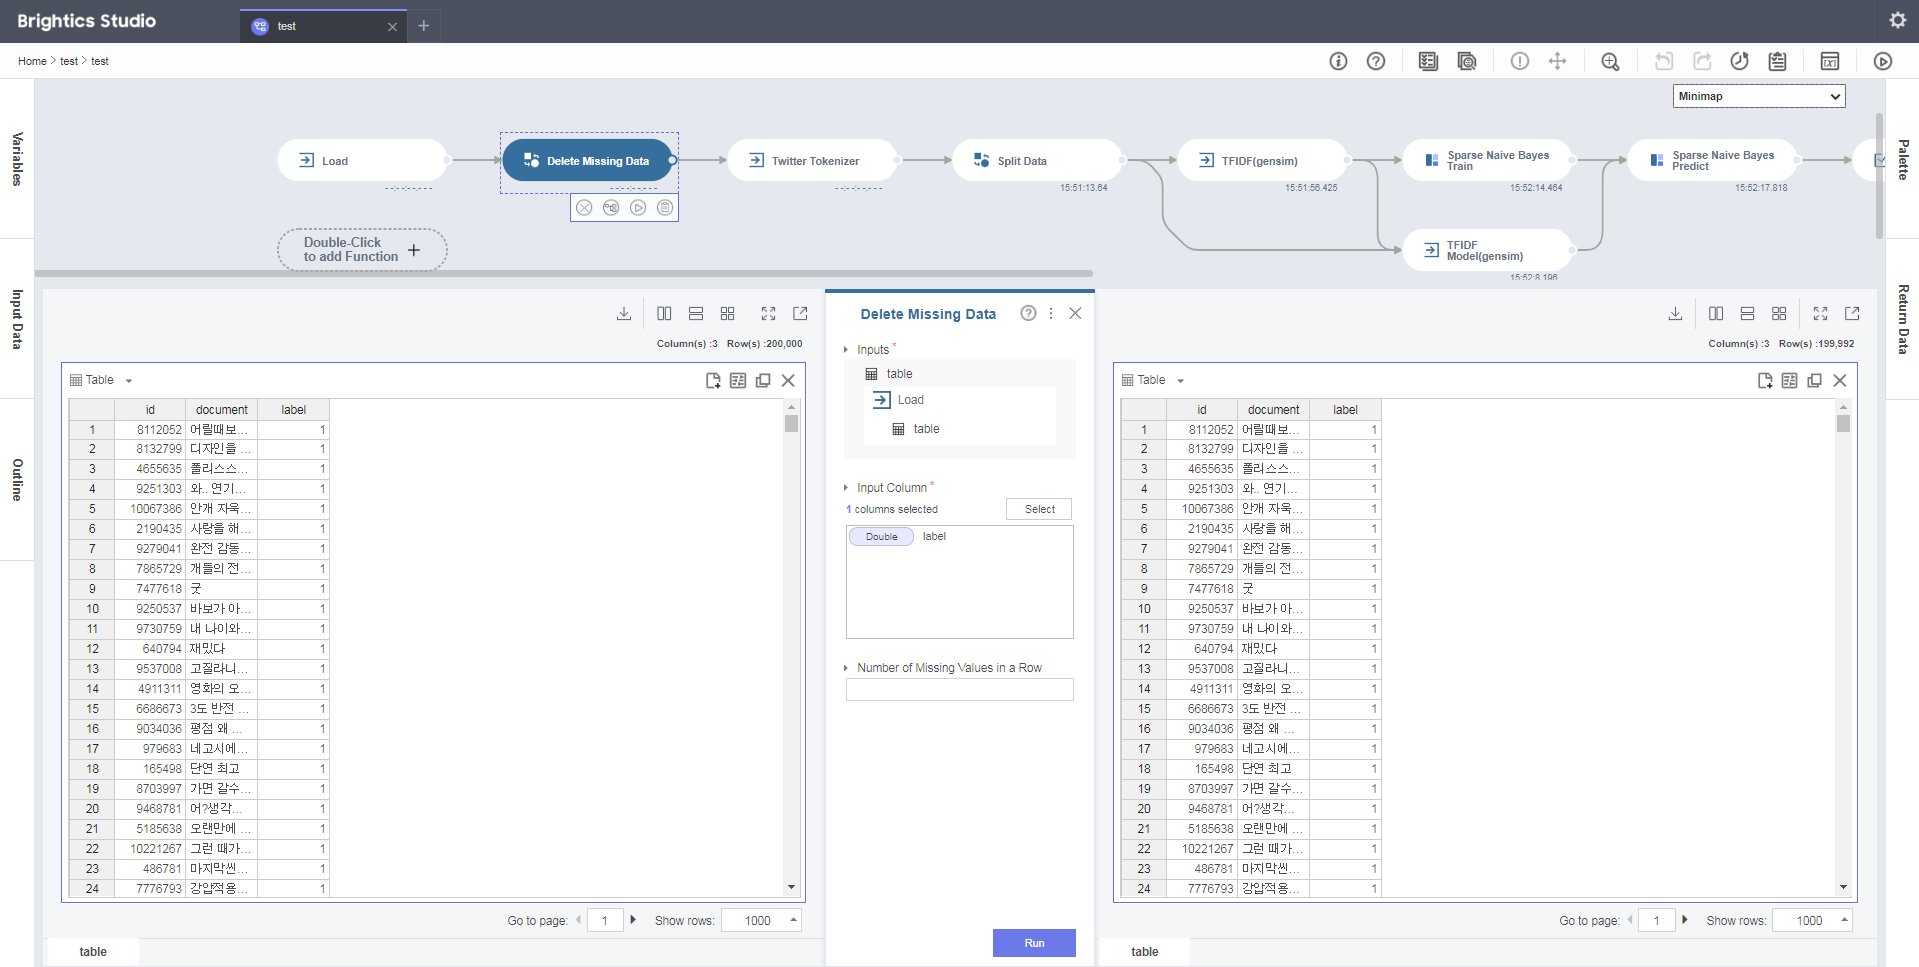 Brightics Studio
test
Home > test > test
Minimap
Variables
Input Data
Outline
Palette
Return Data
Load
Delete Missing Data
Twitter Tokenizer
Split Data
TFIDF(gensim)
Sparse Naive Bayes
Train
Sparse Naive Bayes
Predict
--:--:--.---
--:--:--.---
--:--:--.---
15:51:13.64
15:51:56.425
15:52:14.464
15:52:17.818
Double-Click
to add Function
TFIDF
Model(gensim)
15:52:8.196
Column(s) :3 Row(s) :200,000
Table
id document label
1 8112052 어릴때보... 1
2 8132799 디자인을 ... 1
3 4655635 폴리스스... 1
4 9251303 와.. 연기... 1
5 10067386 안개 자욱... 1
6 2190435 사랑을 해... 1
7 9279041 완전 감동... 1
8 7865729 개들의 전... 1
9 7477618 굿 1
10 9250537 바보가 아... 1
11 9730759 내 나이와... 1
12 640794 재밌다 1
13 9537008 고질라니... 1
14 4911311 영화의 오... 1
15 6686673 3도 반전 ... 1
16 9034036 평점 왜 ... 1
17 979683 네고시에... 1
18 165498 단연 최고 1
19 8703997 가면 갈수... 1
20 9468781 어?생각... 1
21 5185638 오랜만에 ... 1
22 10221267 그런 때가... 1
23 486781 마지막씬... 1
24 7776793 강압적용... 1
Go to page: 1 Show rows: 1000
table
Delete Missing Data
Inputs *
table
Load
table
Input Column *
1 columns selected
Select
Double label
Number of Missing Values in a Row
Run
Column(s) :3 Row(s) :199,992
Table
id document label
1 8112052 어릴때보... 1
2 8132799 디자인을 ... 1
3 4655635 폴리스스... 1
4 9251303 와.. 연기... 1
5 10067386 안개 자욱... 1
6 2190435 사랑을 해... 1
7 9279041 완전 감동... 1
8 7865729 개들의 전... 1
9 7477618 굿 1
10 9250537 바보가 아... 1
11 9730759 내 나이와... 1
12 640794 재밌다 1
13 9537008 고질라니... 1
14 4911311 영화의 오... 1
15 6686673 3도 반전 ... 1
16 9034036 평점 왜 ... 1
17 979683 네고시에... 1
18 165498 단연 최고 1
19 8703997 가면 갈수... 1
20 9468781 어?생각... 1
21 5185638 오랜만에 ... 1
22 10221267 그런 때가... 1
23 486781 마지막씬... 1
24 7776793 강압적용... 1
Go to page: 1 Show rows: 1000
table